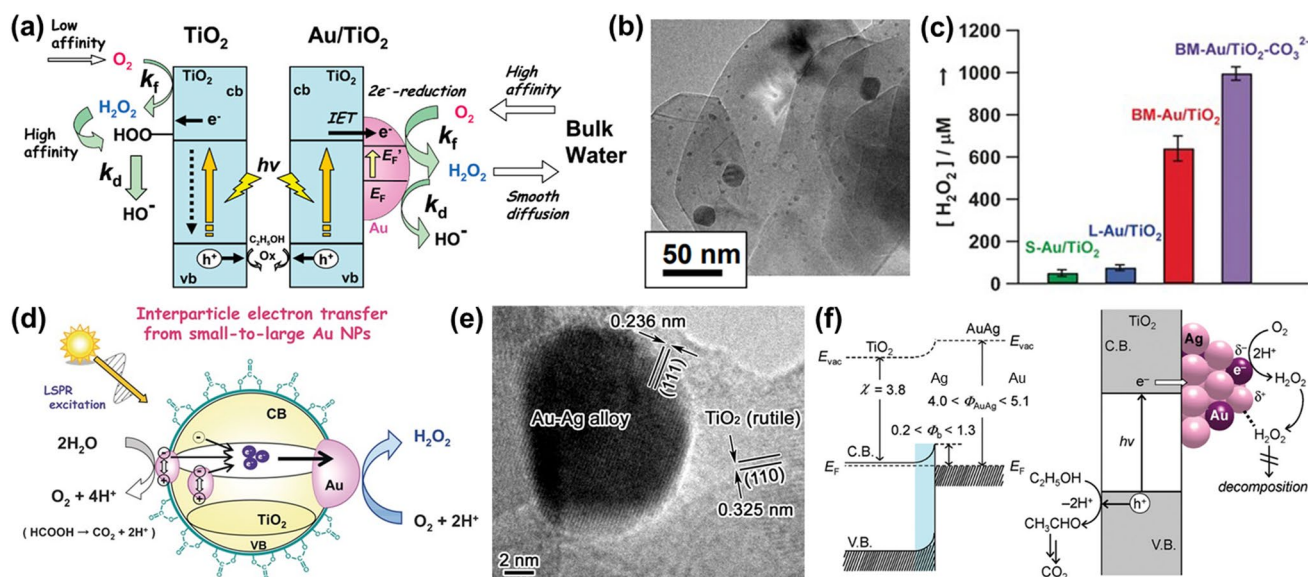 (a)
Low affinity
TiO2
Au/TiO2
O2
kf
TiO2
cb
H2O2
HOO
e-
High affinity
kd
HO-
vb
h+
hν
C2H5OH
Ox
TiO2
cb
2e--reduction
IET
e-
EF'
EF
Au
h+
vb
O2
kf
H2O2
kd
HO-
High affinity
Bulk Water
Smooth diffusion
(b)
50 nm
(c)
[H2O2] / μM →
1200
1000
800
600
400
200
0
S-Au/TiO2
L-Au/TiO2
BM-Au/TiO2
BM-Au/TiO2-CO32-
(d)
Interparticle electron transfer
from small-to-large Au NPs
LSPR
excitation
CB
2H2O
O2 + 4H+
(HCOOH → CO2 + 2H+)
e-
e-
e-
Au
TiO2
VB
H2O2
O2 + 2H+
(e)
0.236 nm
(111)
Au-Ag alloy
TiO2 (rutile)
(110)
0.325 nm
2 nm
(f)
TiO2
AuAg
Evac
Evac
χ = 3.8
Ag
Au
4.0 < ΦAuAg < 5.1
0.2 < Φb < 1.3
C.B.
EF
EF
V.B.
TiO2
C.B.
e-
hν
h+
V.B.
C2H5OH
-2H+
CH3CHO
CO2
Ag
Au
e-
δ-
δ+
O2
2H+
H2O2
H2O2
decomposition